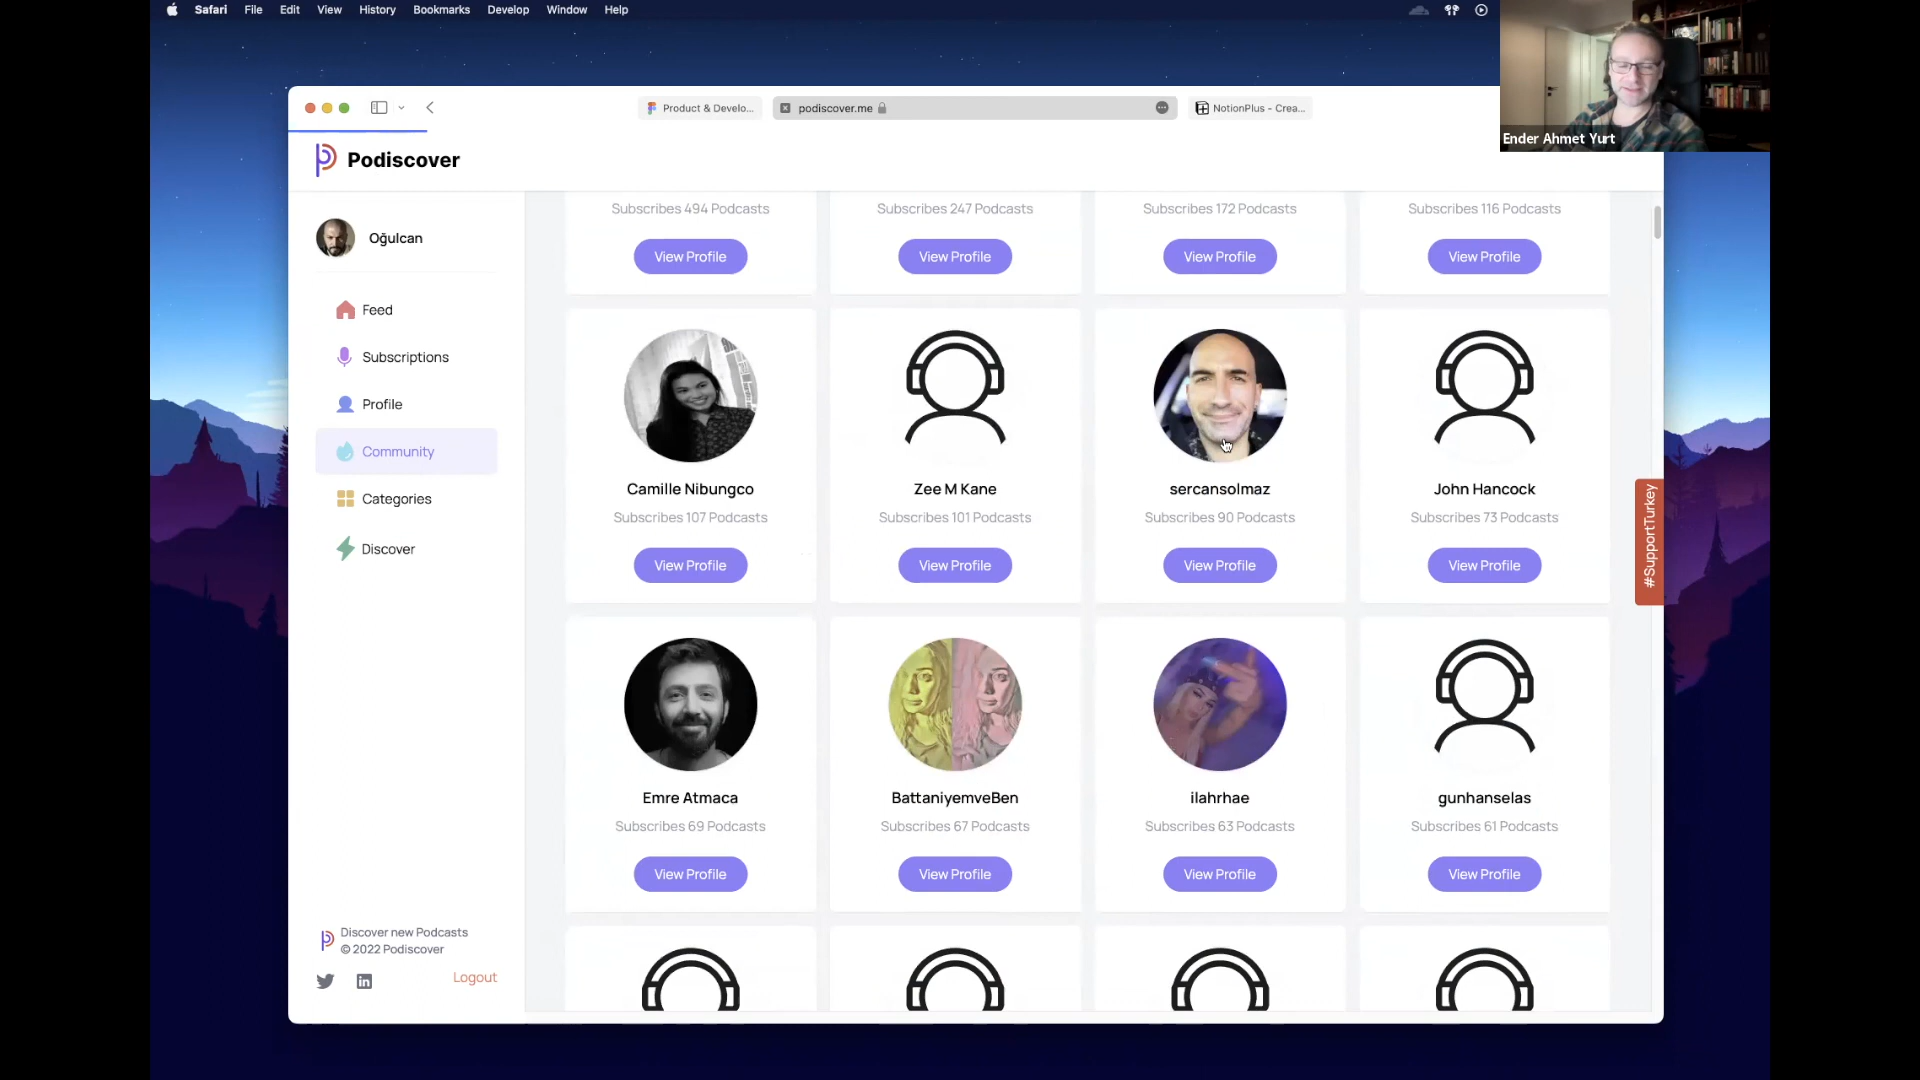 Safari File Edit View History Bookmarks Develop Window Help
Product & Develo...
podiscover.me
NotionPlus - Crea...
Ender Ahmet Yurt
Podiscover
Oğulcan
Feed
Subscriptions
Profile
Community
Categories
Discover
Discover new Podcasts
© 2022 Podiscover
Logout
Subscribes 494 Podcasts
Subscribes 247 Podcasts
Subscribes 172 Podcasts
Subscribes 116 Podcasts
View Profile
View Profile
View Profile
View Profile
Camille Nibungco
Zee M Kane
sercansolmaz
John Hancock
Subscribes 107 Podcasts
Subscribes 101 Podcasts
Subscribes 90 Podcasts
Subscribes 73 Podcasts
View Profile
View Profile
View Profile
View Profile
Emre Atmaca
BattaniyemveBen
ilahrhae
gunhanselas
Subscribes 69 Podcasts
Subscribes 67 Podcasts
Subscribes 63 Podcasts
Subscribes 61 Podcasts
View Profile
View Profile
View Profile
View Profile
#SupportTurkey